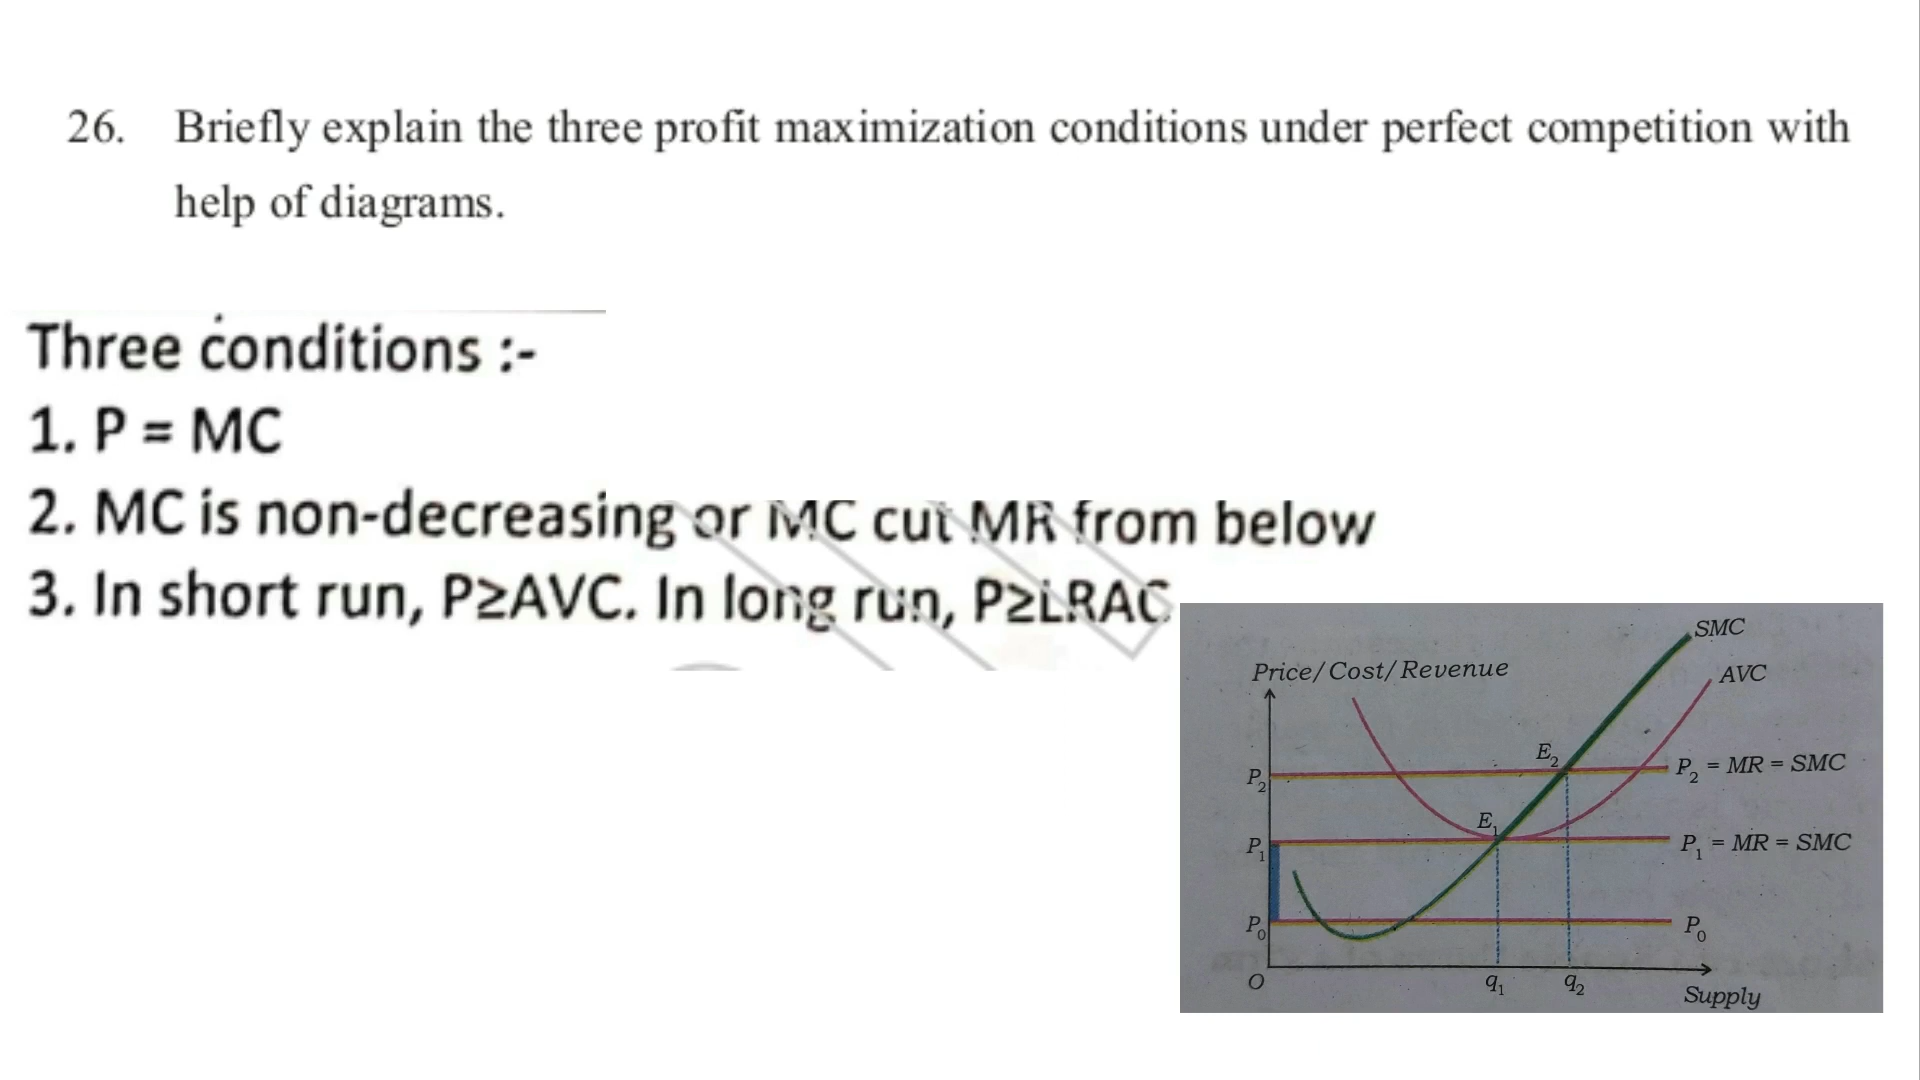 26. Briefly explain the three profit maximization conditions under perfect competition with
help of diagrams.
Three conditions :-
1. P = MC
2. MC is non-decreasing or MC cut MR from below
3. In short run, P≥AVC. In long run, P≥LRAC
SMC
Price/Cost/Revenue
AVC
E₂
P₂
P₂ = MR = SMC
E₁
P₁
P₁ = MR = SMC
P₀
P₀
O
q₁
q₂
Supply